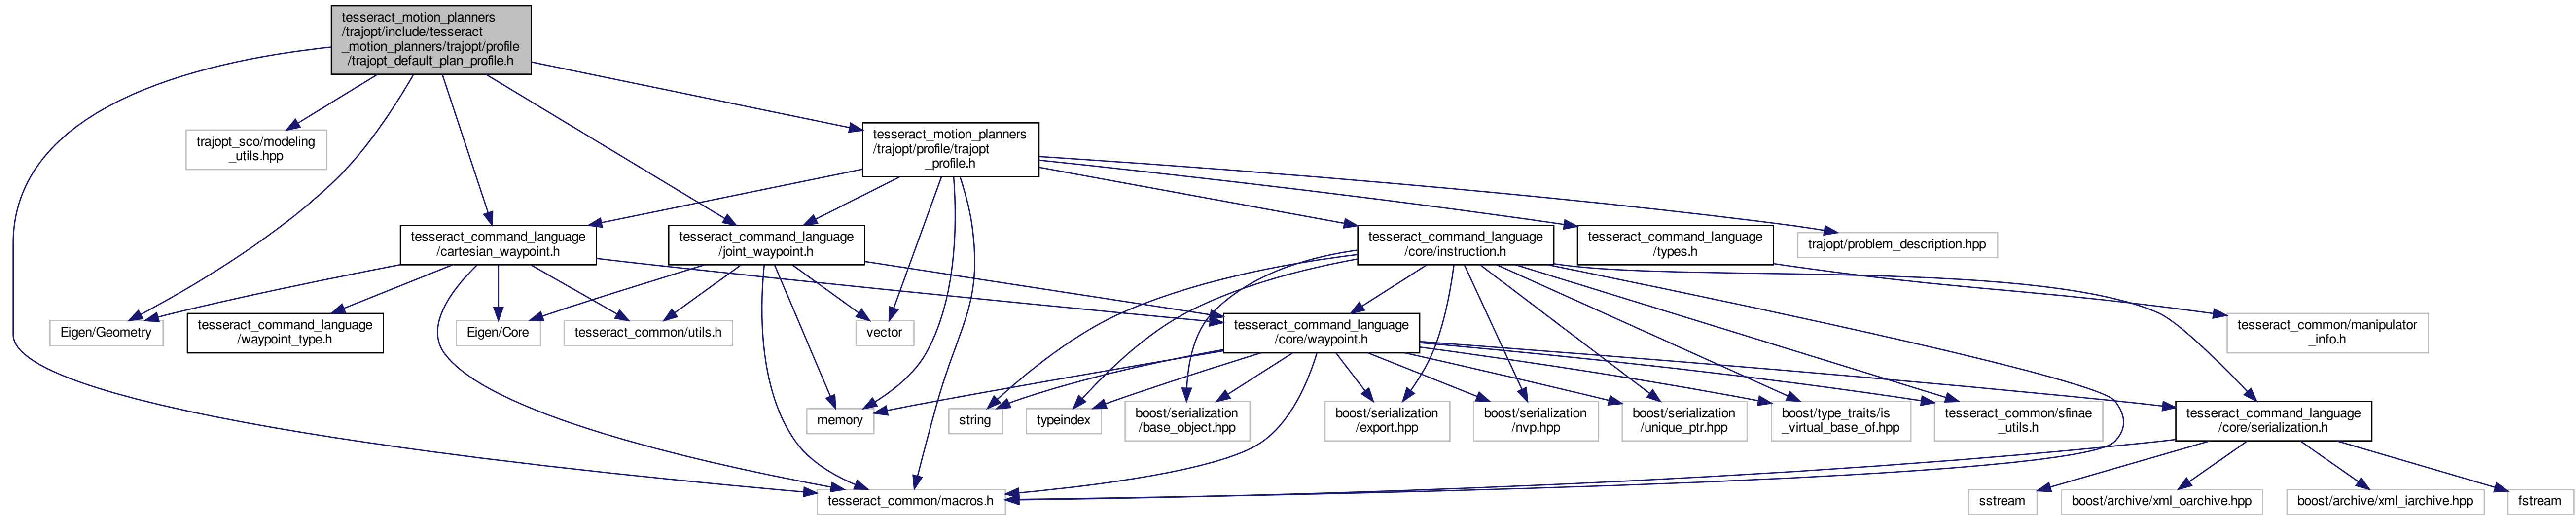 tesseract_motion_planners
/trajopt/include/tesseract
_motion_planners/trajopt/profile
/trajopt_default_plan_profile.h
trajopt_sco/modeling
_utils.hpp
tesseract_motion_planners
/trajopt/profile/trajopt
_profile.h
tesseract_command_language
/cartesian_waypoint.h
tesseract_command_language
/joint_waypoint.h
tesseract_command_language
/core/instruction.h
tesseract_command_language
/types.h
trajopt/problem_description.hpp
Eigen/Geometry
tesseract_command_language
/waypoint_type.h
Eigen/Core
tesseract_common/utils.h
vector
tesseract_command_language
/core/waypoint.h
tesseract_common/manipulator
_info.h
memory
string
typeindex
boost/serialization
/base_object.hpp
boost/serialization
/export.hpp
boost/serialization
/nvp.hpp
boost/serialization
/unique_ptr.hpp
boost/type_traits/is
_virtual_base_of.hpp
tesseract_common/sfinae
_utils.h
tesseract_command_language
/core/serialization.h
tesseract_common/macros.h
sstream
boost/archive/xml_oarchive.hpp
boost/archive/xml_iarchive.hpp
fstream